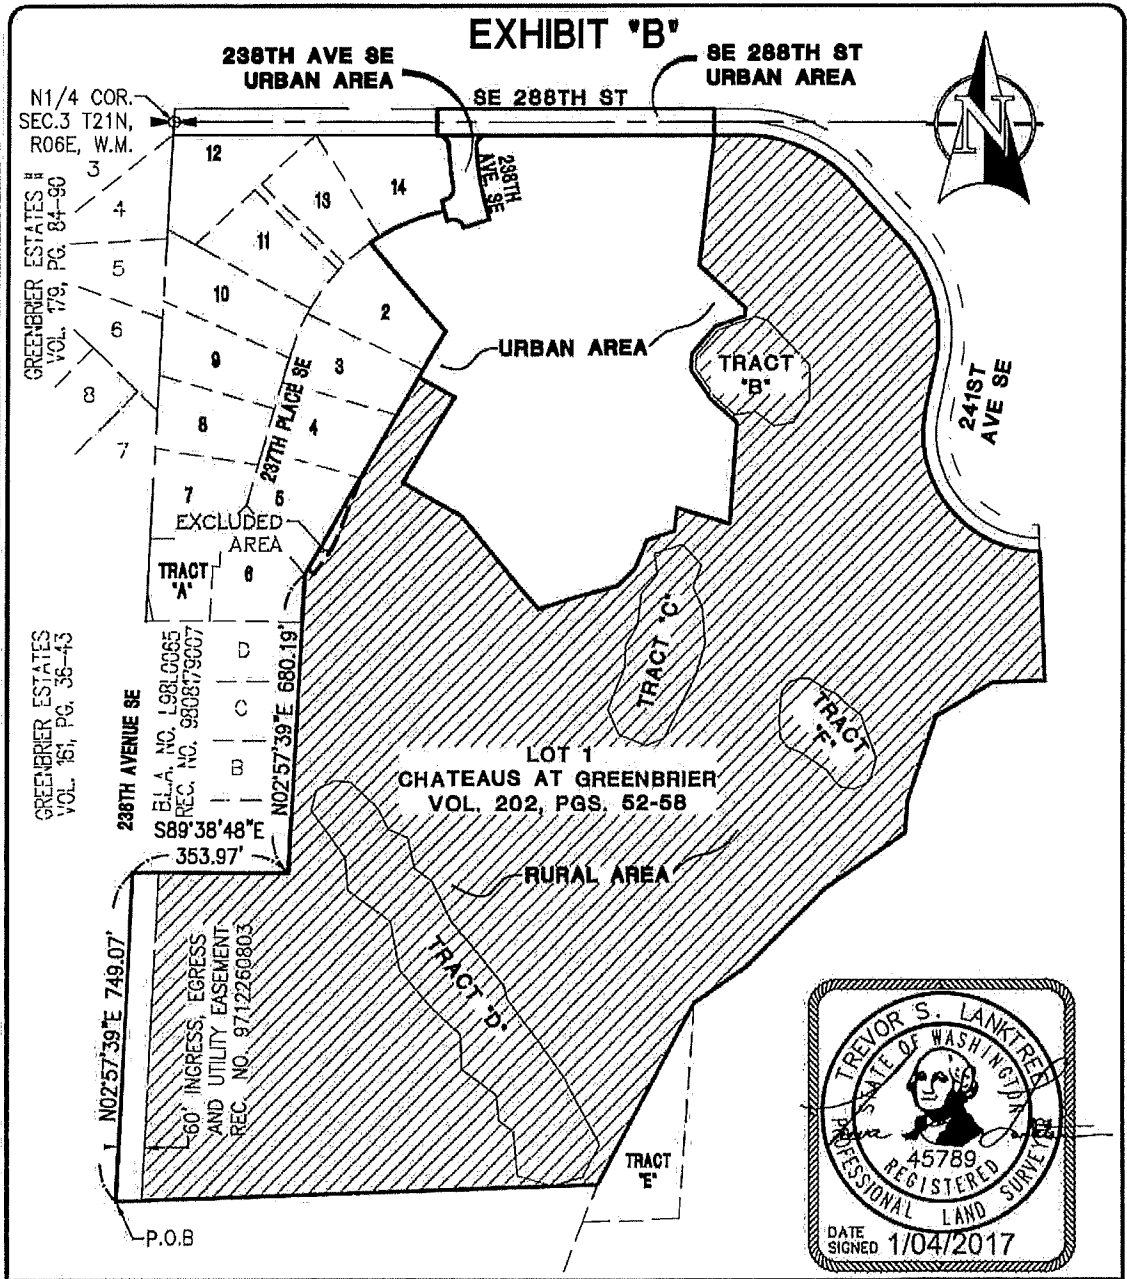 EXHIBIT "B"
238TH AVE SE
URBAN AREA
SE 288TH ST
URBAN AREA
SE 288TH ST
N1/4 COR.
SEC.3 T21N,
R06E, W.M.
N
3
4
5
6
8
7
GREENBRIER ESTATES II
VOL. 179, PG. 84-90
12
13
14
11
10
9
8
7
2
3
4
5
6
238TH
AVE SE
237TH PLACE SE
URBAN AREA
TRACT
"B"
241ST
AVE SE
EXCLUDED
AREA
TRACT
"A"
TRACT "C"
TRACT
"F"
GREENBRIER ESTATES
VOL. 161, PG. 36-43
238TH AVENUE SE
B.L.A. NO. L98L0065
REC. NO. 9808179007
D
C
B
N02°57'39"E 680.19'
LOT 1
CHATEAUS AT GREENBRIER
VOL. 202, PGS. 52-58
S89°38'48"E
353.97'
RURAL AREA
N02°57'39"E 749.07'
60' INGRESS, EGRESS
AND UTILITY EASEMENT
REC. NO. 9712260803
TRACT "D"
TRACT
"E"
P.O.B
TREVOR S. LANKTREE
STATE OF WASHINGTON
45789
REGISTERED
PROFESSIONAL LAND SURVEYOR
DATE
SIGNED 1/04/2017